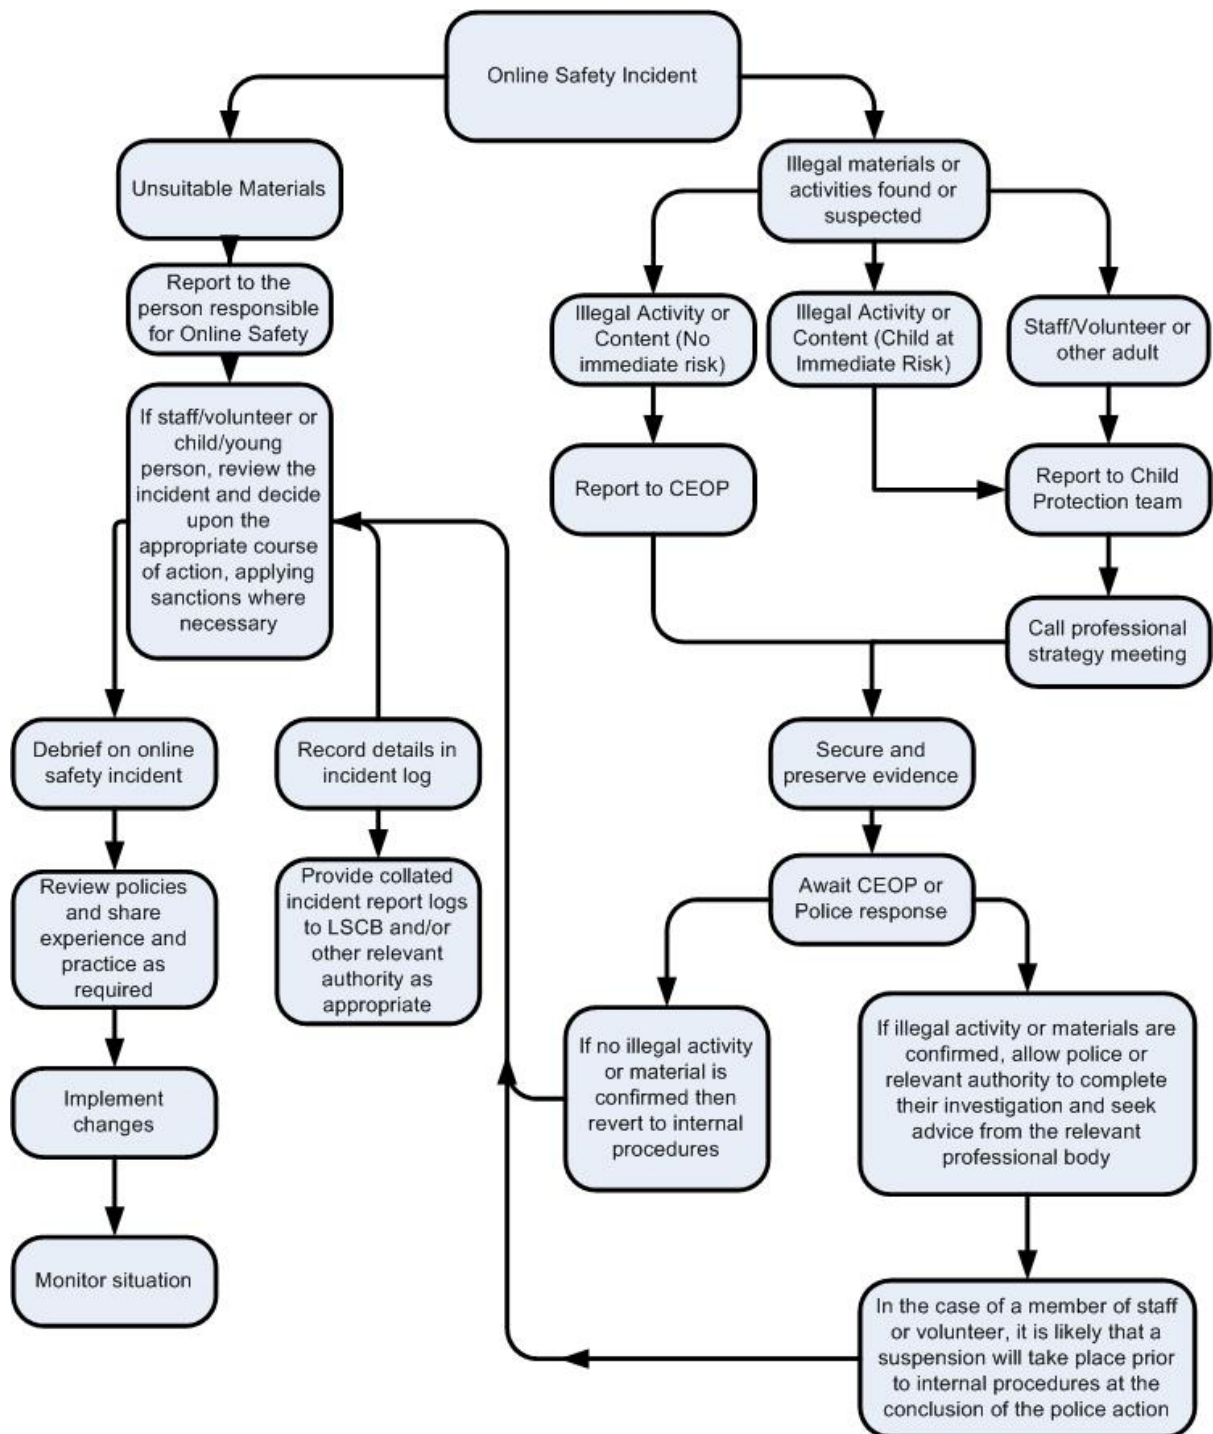 Online Safety Incident
Unsuitable Materials
Report to the
person responsible
for Online Safety
If staff/volunteer or
child/young
person, review the
incident and decide
upon the
appropriate course
of action, applying
sanctions where
necessary
Debrief on online
safety incident
Review policies
and share
experience and
practice as
required
Implement
changes
Monitor situation
Record details in
incident log
Provide collated
incident report logs
to LSCB and/or
other relevant
authority as
appropriate
Illegal materials or
activities found or
suspected
Illegal Activity or
Content (No
immediate risk)
Illegal Activity or
Content (Child at
Immediate Risk)
Staff/Volunteer or
other adult
Report to CEOP
Report to Child
Protection team
Call professional
strategy meeting
Secure and
preserve evidence
Await CEOP or
Police response
If no illegal activity
or material is
confirmed then
revert to internal
procedures
If illegal activity or materials are
confirmed, allow police or
relevant authority to complete
their investigation and seek
advice from the relevant
professional body
In the case of a member of staff
or volunteer, it is likely that a
suspension will take place prior
to internal procedures at the
conclusion of the police action